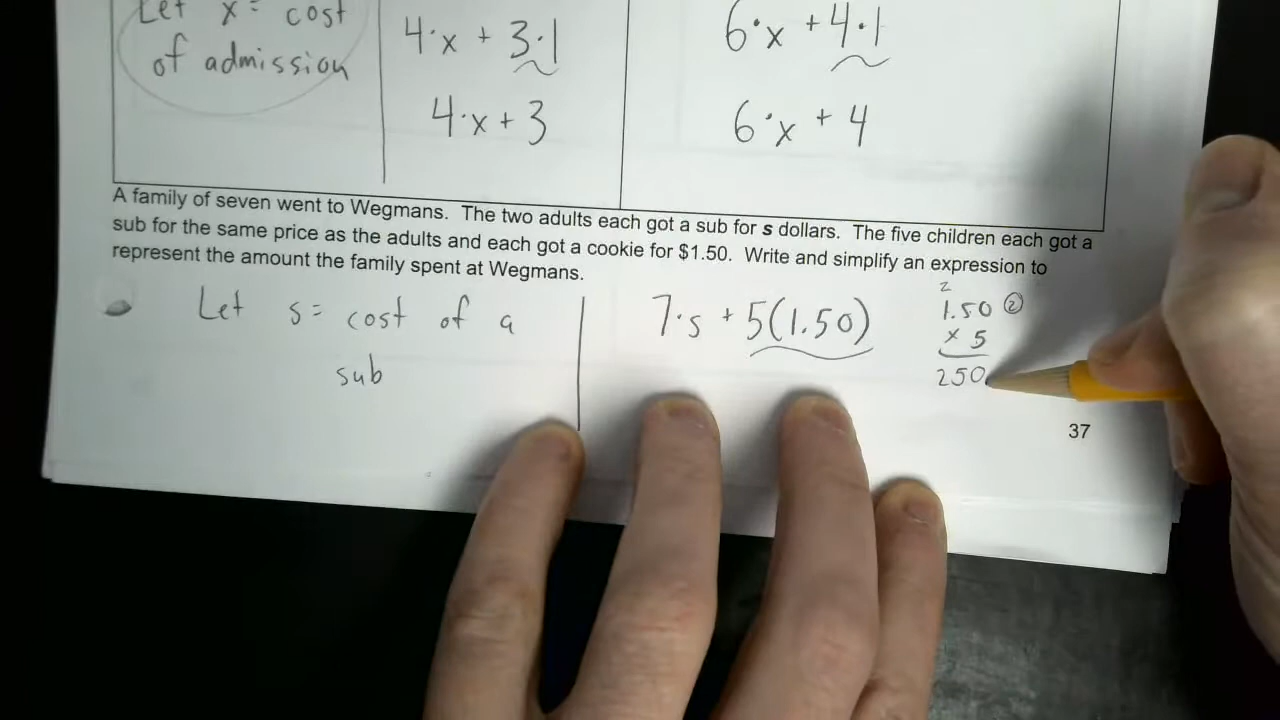 Let x = cost
of admission
4·x + 3·1
4·x + 3
6·x + 4·1
6·x + 4
A family of seven went to Wegmans. The two adults each got a sub for s dollars. The five children each got a
sub for the same price as the adults and each got a cookie for $1.50. Write and simplify an expression to
represent the amount the family spent at Wegmans.
Let s = cost of a
sub
7·s + 5(1.50)
2
1.50 ②
x 5
250
37